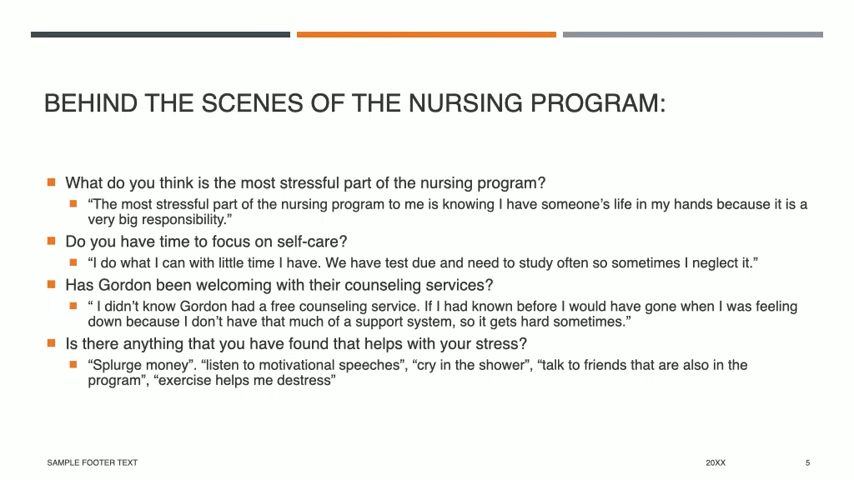 BEHIND THE SCENES OF THE NURSING PROGRAM:
What do you think is the most stressful part of the nursing program?
“The most stressful part of the nursing program to me is knowing I have someone’s life in my hands because it is a
very big responsibility.”
Do you have time to focus on self-care?
“I do what I can with little time I have. We have test due and need to study often so sometimes I neglect it.”
Has Gordon been welcoming with their counseling services?
“ I didn’t know Gordon had a free counseling service. If I had known before I would have gone when I was feeling
down because I don’t have that much of a support system, so it gets hard sometimes.”
Is there anything that you have found that helps with your stress?
“Splurge money”. “listen to motivational speeches”, “cry in the shower”, “talk to friends that are also in the
program”, “exercise helps me destress”
SAMPLE FOOTER TEXT
20XX
5